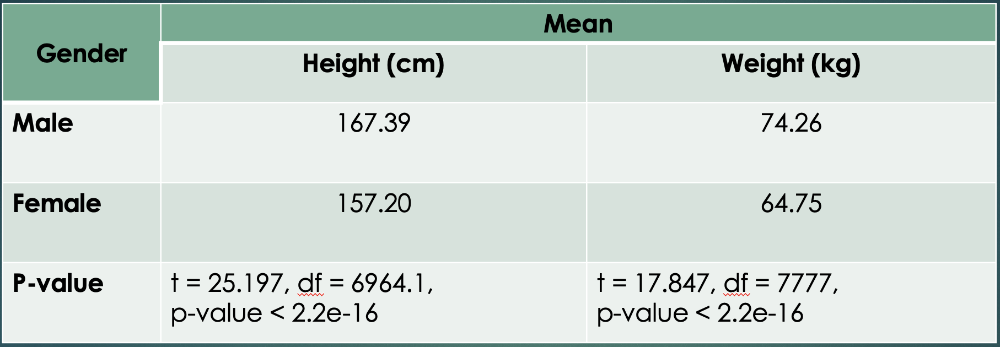 Mean
Gender
Height (cm)
Weight (kg)
Male
167.39
74.26
Female
157.20
64.75
P-value
t = 25.197, df = 6964.1,
p-value < 2.2e-16
t = 17.847, df = 7777,
p-value < 2.2e-16